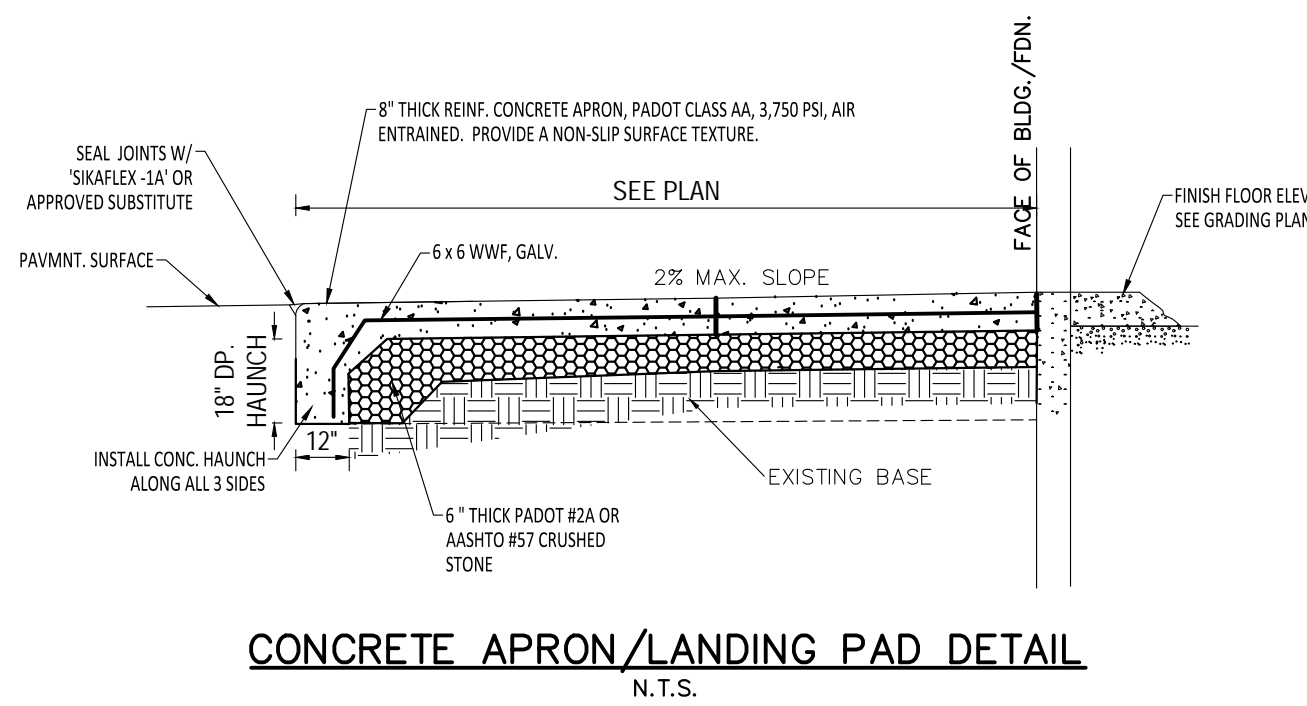 FACE OF BLDG./FDN.
8" THICK REINF. CONCRETE APRON, PADOT CLASS AA, 3,750 PSI, AIR
ENTRAINED. PROVIDE A NON-SLIP SURFACE TEXTURE.
SEAL JOINTS W/
'SIKAFLEX -1A' OR
APPROVED SUBSTITUTE
SEE PLAN
FINISH FLOOR ELEV
SEE GRADING PLAN
PAVMNT. SURFACE
6 x 6 WWF, GALV.
2% MAX. SLOPE
18" DP.
HAUNCH
12"
INSTALL CONC. HAUNCH
ALONG ALL 3 SIDES
EXISTING BASE
6 " THICK PADOT #2A OR
AASHTO #57 CRUSHED
STONE
CONCRETE APRON/LANDING PAD DETAIL
N.T.S.